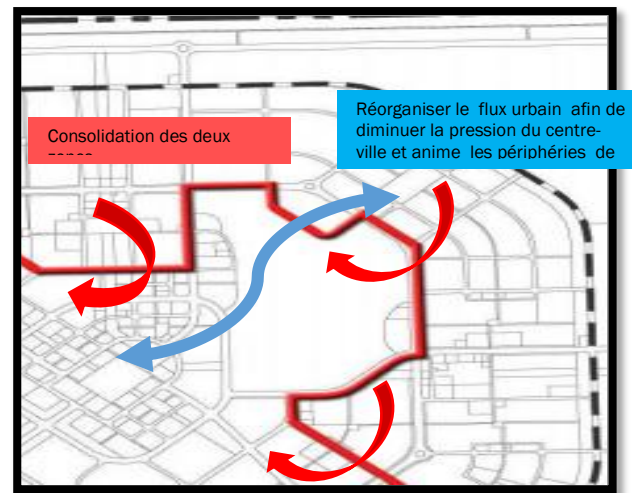 Consolidation des deux
Réorganiser le flux urbain afin de
diminuer la pression du centre-
ville et anime les périphéries de